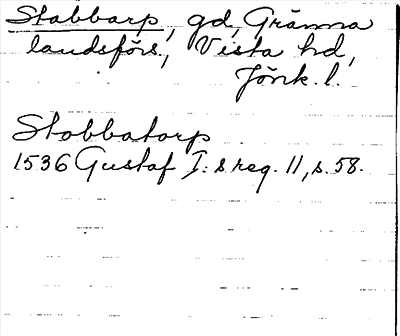 Stabbarp, gd, Gränna
landsförs., Vista hd,
Jönk. l.
Stobbatorp
1536 Gustaf I:s reg. 11, s. 58.